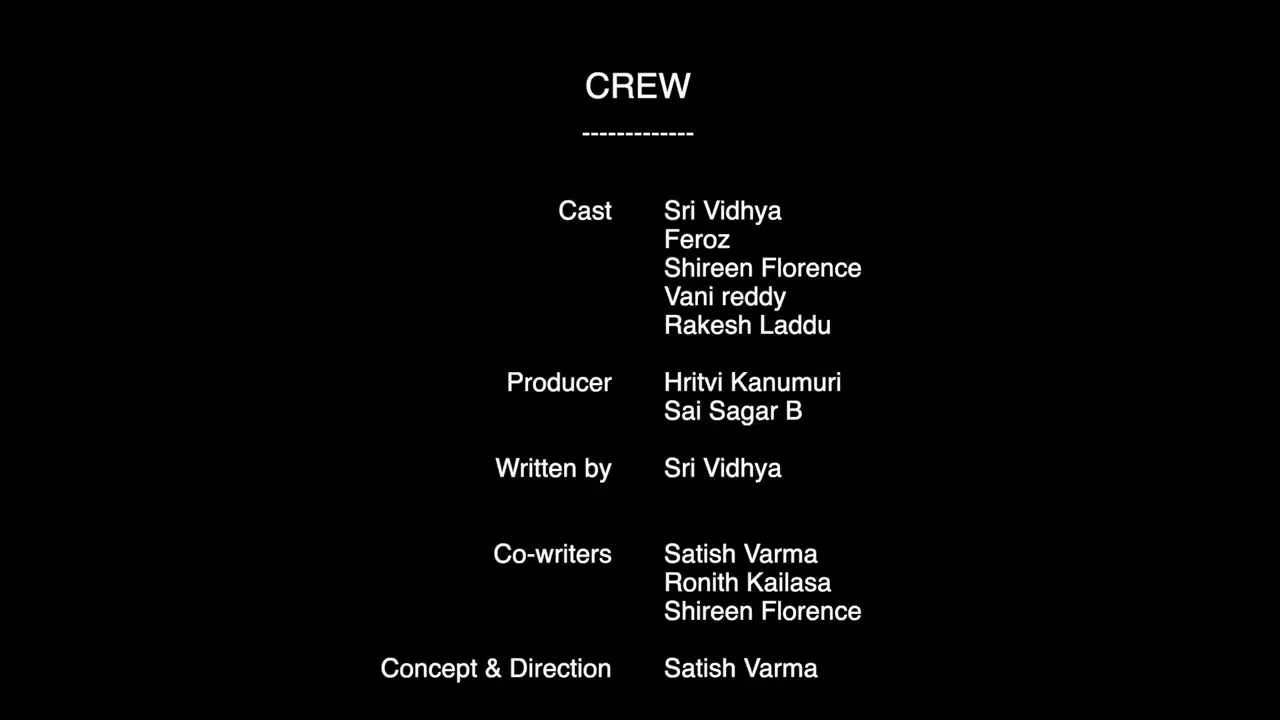 CREW
-------------
Cast Sri Vidhya
Feroz
Shireen Florence
Vani reddy
Rakesh Laddu
Producer Hritvi Kanumuri
Sai Sagar B
Written by Sri Vidhya
Co-writers Satish Varma
Ronith Kailasa
Shireen Florence
Concept & Direction Satish Varma